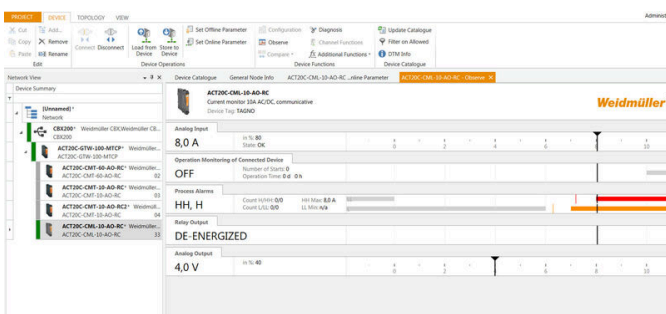 PROJECT DEVICE TOPOLOGY VIEW Administ
Cut Add...
Copy Remove Connect Disconnect Load from Device Store to Device
Paste Rename
Set Offline Parameter
Set Online Parameter
Configuration Diagnosis
Observe Channel Functions
Compare Additional Functions
Update Catalogue
Filter on Allowed
DTM Info
Edit Device Operations Device Functions Device Catalogue
Network View
Device Catalogue General Node Info ACT20C-CML-10-AO-RC ...nline Parameter ACT20C-CML-10-AO-RC - Observe
Device Summary
[Unnamed]*
Network
CBX200* Weidmüller CBX;Weidmüller CB...
CBX200
ACT20C-GTW-100-MTCP* Weidmüller...
ACT20C-GTW-100-MTCP
ACT20C-CMT-60-AO-RC* Weidmüller...
ACT20C-CMT-60-AO-RC 02
ACT20C-CMT-10-AO-RC* Weidmüller...
ACT20C-CMT-10-AO-RC 03
ACT20C-CMT-10-AO-RC2* Weidmüll...
ACT20C-CMT-10-AO-RC 04
ACT20C-CML-10-AO-RC* Weidmüller...
ACT20C-CML-10-AO-RC 33
ACT20C-CML-10-AO-RC
Current monitor 10A AC/DC, communicative
Device Tag: TAGNO
Weidmüller
Analog Input
8,0 A
in %: 80
State: OK
0 2 4 6 8 10
Operation Monitoring of Connected Device
OFF
Number of Starts: 0
Operation Time: 0 d 0 h
Process Alarms
HH, H
Count H/HH: 0/0 HH Max: 8,0 A
Count L/LL: 0/0 LL Min: n/a
Relay Output
DE-ENERGIZED
Analog Output
4,0 V
in %: 40
0 2 4 6 8 10